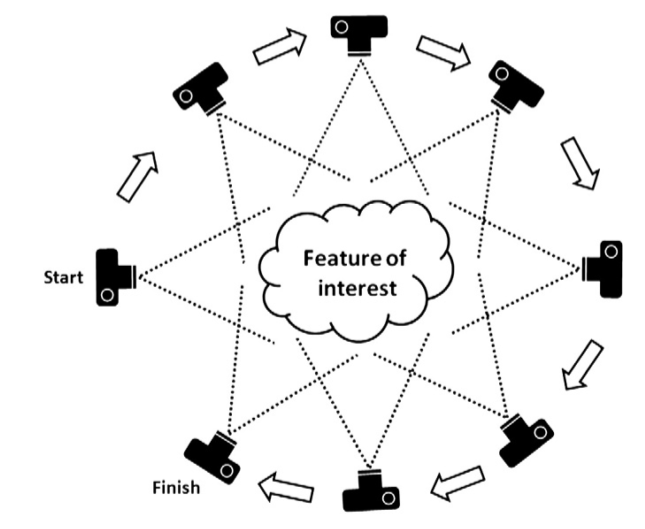 Start
Feature of
interest
Finish